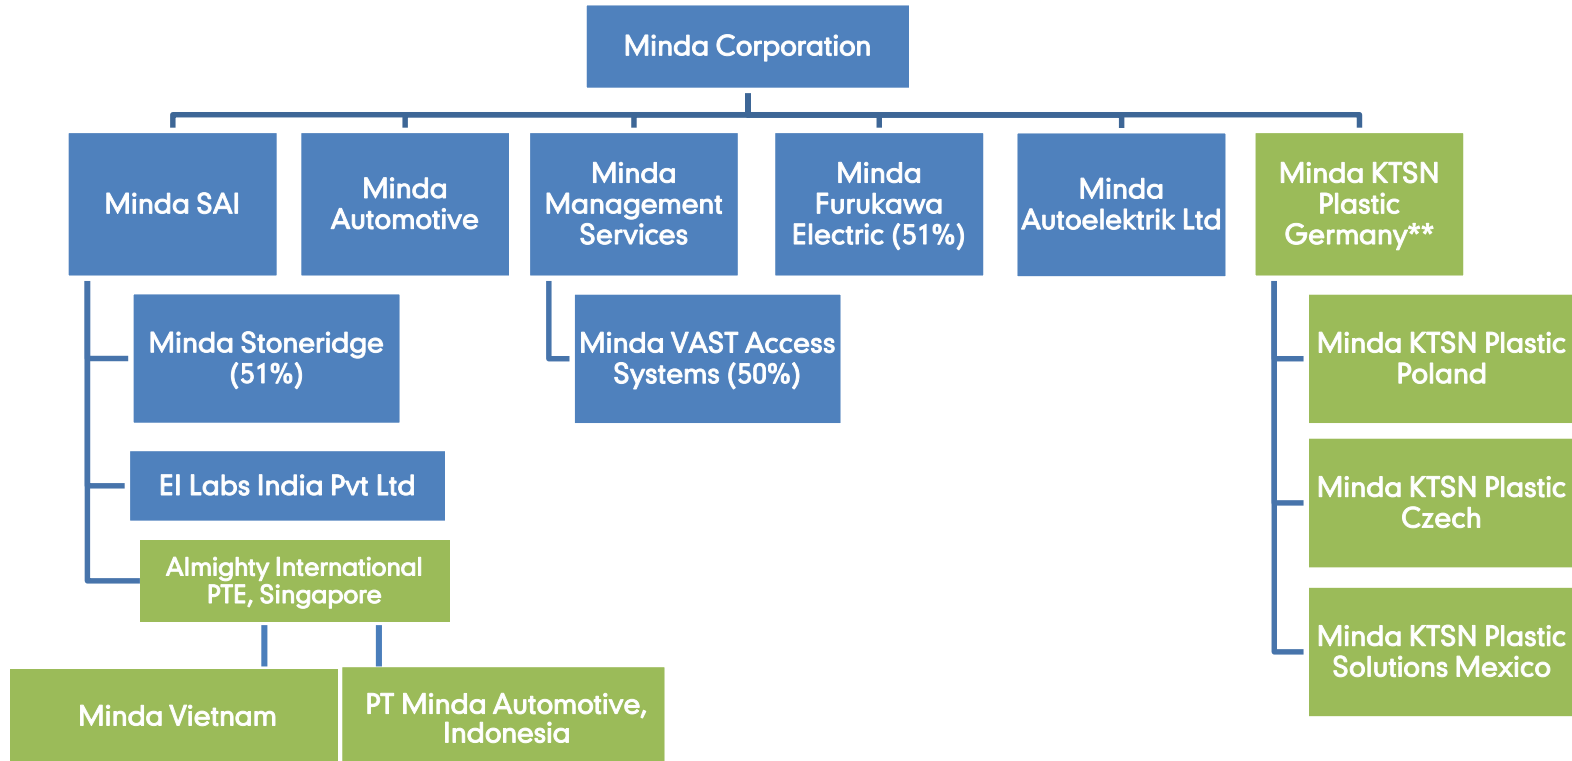 Minda Corporation
Minda SAI
Minda
Automotive
Minda
Management
Services
Minda
Furukawa
Electric (51%)
Minda
Autoelektrik Ltd
Minda KTSN
Plastic
Germany**
Minda Stoneridge
(51%)
Minda VAST Access
Systems (50%)
Minda KTSN Plastic
Poland
EI Labs India Pvt Ltd
Minda KTSN Plastic
Czech
Almighty International
PTE, Singapore
Minda KTSN Plastic
Solutions Mexico
Minda Vietnam
PT Minda Automotive,
Indonesia